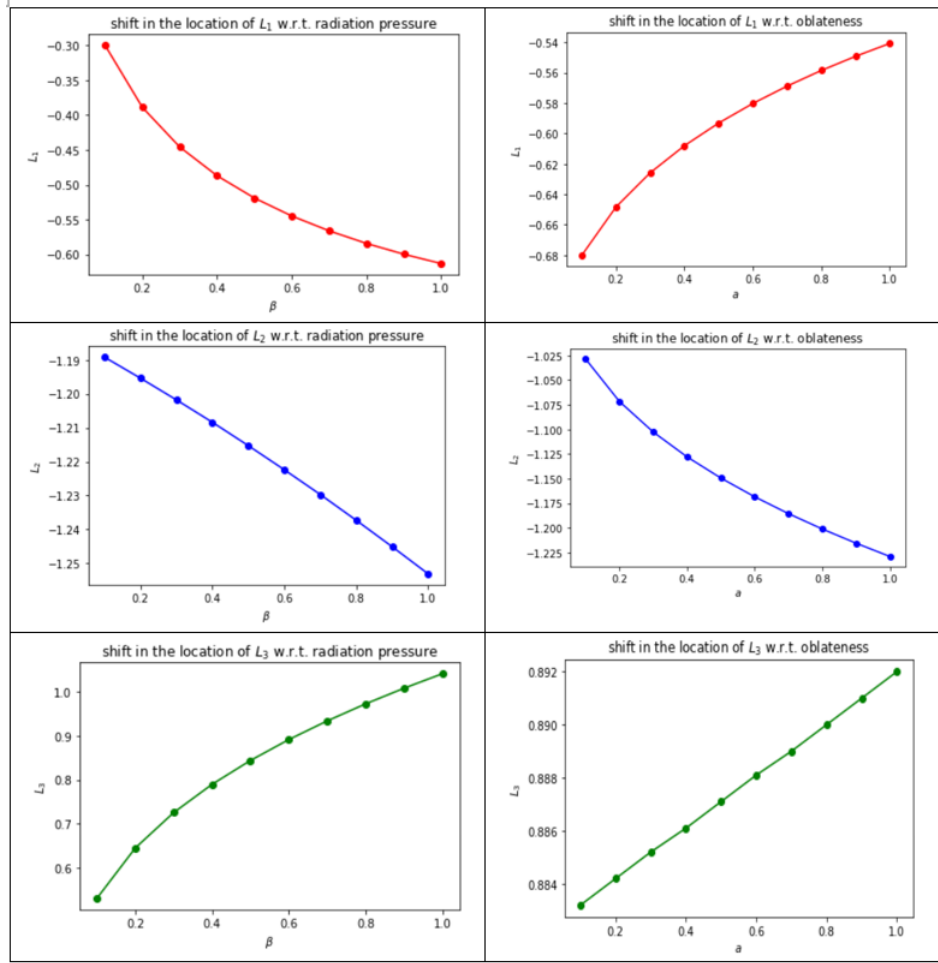 shift in the location of L₁ w.r.t. radiation pressure
−0.30
−0.35
−0.40
−0.45
−0.50
−0.55
−0.60
L₁
0.2 0.4 0.6 0.8 1.0
β
shift in the location of L₁ w.r.t. oblateness
−0.54
−0.56
−0.58
−0.60
−0.62
−0.64
−0.66
−0.68
L₁
0.2 0.4 0.6 0.8 1.0
a
shift in the location of L₂ w.r.t. radiation pressure
−1.19
−1.20
−1.21
−1.22
−1.23
−1.24
−1.25
L₂
0.2 0.4 0.6 0.8 1.0
β
shift in the location of L₂ w.r.t. oblateness
−1.025
−1.050
−1.075
−1.100
−1.125
−1.150
−1.175
−1.200
−1.225
L₂
0.2 0.4 0.6 0.8 1.0
a
shift in the location of L₃ w.r.t. radiation pressure
1.0
0.9
0.8
0.7
0.6
L₃
0.2 0.4 0.6 0.8 1.0
β
shift in the location of L₃ w.r.t. oblateness
0.892
0.890
0.888
0.886
0.884
L₃
0.2 0.4 0.6 0.8 1.0
a